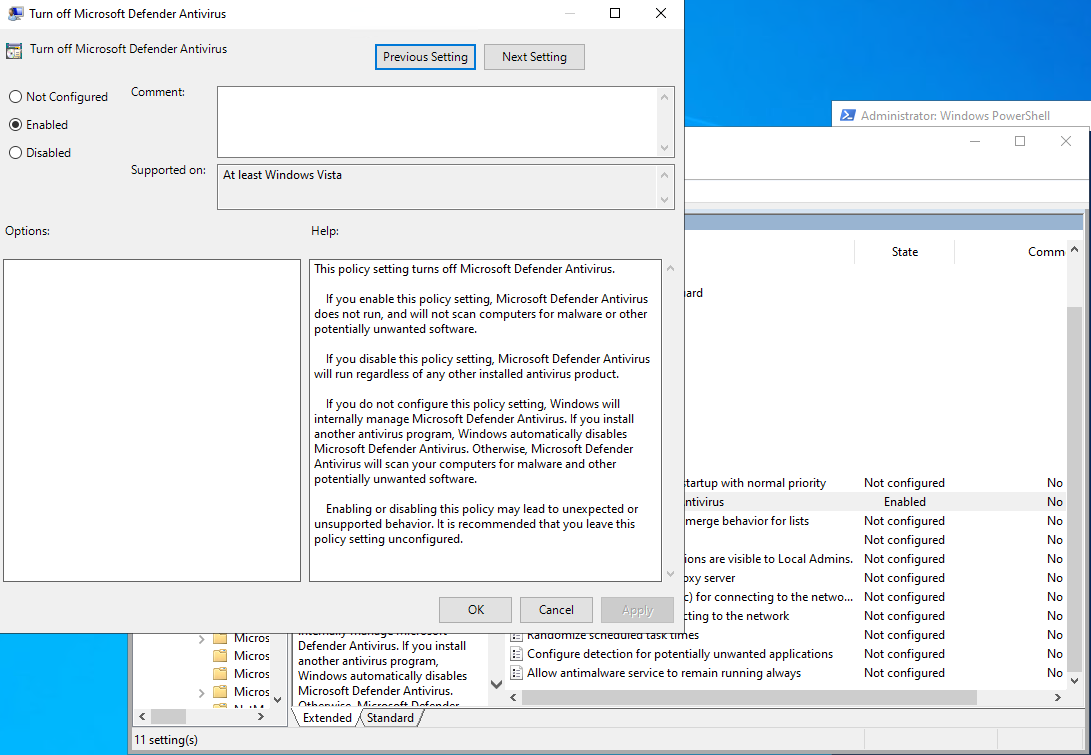 Turn off Microsoft Defender Antivirus
Turn off Microsoft Defender Antivirus
Previous Setting
Next Setting
Not Configured
Enabled
Disabled
Comment:
Supported on:
At least Windows Vista
Options:
Help:
This policy setting turns off Microsoft Defender Antivirus.
If you enable this policy setting, Microsoft Defender Antivirus
does not run, and will not scan computers for malware or other
potentially unwanted software.
If you disable this policy setting, Microsoft Defender Antivirus
will run regardless of any other installed antivirus product.
If you do not configure this policy setting, Windows will
internally manage Microsoft Defender Antivirus. If you install
another antivirus program, Windows automatically disables
Microsoft Defender Antivirus. Otherwise, Microsoft Defender
Antivirus will scan your computers for malware and other
potentially unwanted software.
Enabling or disabling this policy may lead to unexpected or
unsupported behavior. It is recommended that you leave this
policy setting unconfigured.
OK
Cancel
Apply
Administrator: Windows PowerShell
State Comm
ard
startup with normal priority Not configured No
ntivirus Enabled No
merge behavior for lists Not configured No
Not configured No
ions are visible to Local Admins. Not configured No
oxy server Not configured No
c) for connecting to the netwo... Not configured No
cting to the network Not configured No
Randomize scheduled task times Not configured No
Configure detection for potentially unwanted applications Not configured No
Allow antimalware service to remain running always Not configured No
Micros
Micros
Micros
Micros
NetM
internally manage Microsoft
Defender Antivirus. If you install
another antivirus program,
Windows automatically disables
Microsoft Defender Antivirus.
Otherwise, Microsoft Defender
Extended
Standard
11 setting(s)